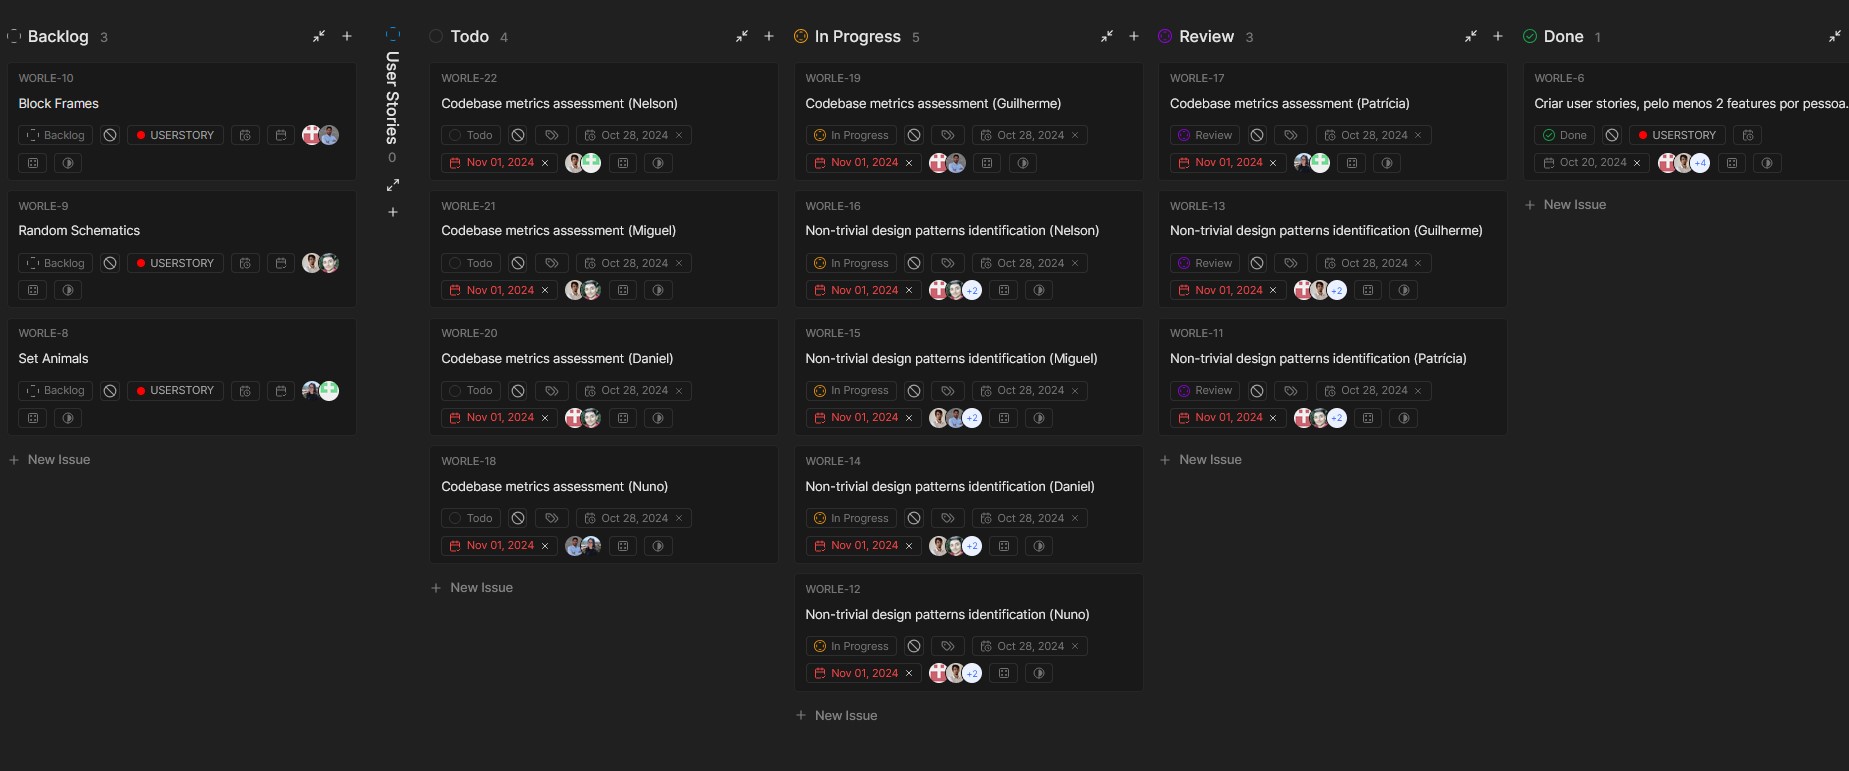 Backlog 3
WORLE-10
Block Frames
Backlog USERSTORY
WORLE-9
Random Schematics
Backlog USERSTORY
WORLE-8
Set Animals
Backlog USERSTORY
New Issue
User Stories 0
Todo 4
WORLE-22
Codebase metrics assessment (Nelson)
Todo Oct 28, 2024
Nov 01, 2024
WORLE-21
Codebase metrics assessment (Miguel)
Todo Oct 28, 2024
Nov 01, 2024
WORLE-20
Codebase metrics assessment (Daniel)
Todo Oct 28, 2024
Nov 01, 2024
WORLE-18
Codebase metrics assessment (Nuno)
Todo Oct 28, 2024
Nov 01, 2024
New Issue
In Progress 5
WORLE-19
Codebase metrics assessment (Guilherme)
In Progress Oct 28, 2024
Nov 01, 2024
WORLE-16
Non-trivial design patterns identification (Nelson)
In Progress Oct 28, 2024
Nov 01, 2024 +2
WORLE-15
Non-trivial design patterns identification (Miguel)
In Progress Oct 28, 2024
Nov 01, 2024 +2
WORLE-14
Non-trivial design patterns identification (Daniel)
In Progress Oct 28, 2024
Nov 01, 2024 +2
WORLE-12
Non-trivial design patterns identification (Nuno)
In Progress Oct 28, 2024
Nov 01, 2024 +2
New Issue
Review 3
WORLE-17
Codebase metrics assessment (Patrícia)
Review Oct 28, 2024
Nov 01, 2024
WORLE-13
Non-trivial design patterns identification (Guilherme)
Review Oct 28, 2024
Nov 01, 2024 +2
WORLE-11
Non-trivial design patterns identification (Patrícia)
Review Oct 28, 2024
Nov 01, 2024 +2
New Issue
Done 1
WORLE-6
Criar user stories, pelo menos 2 features por pessoa.
Done USERSTORY
Oct 20, 2024 +4
New Issue